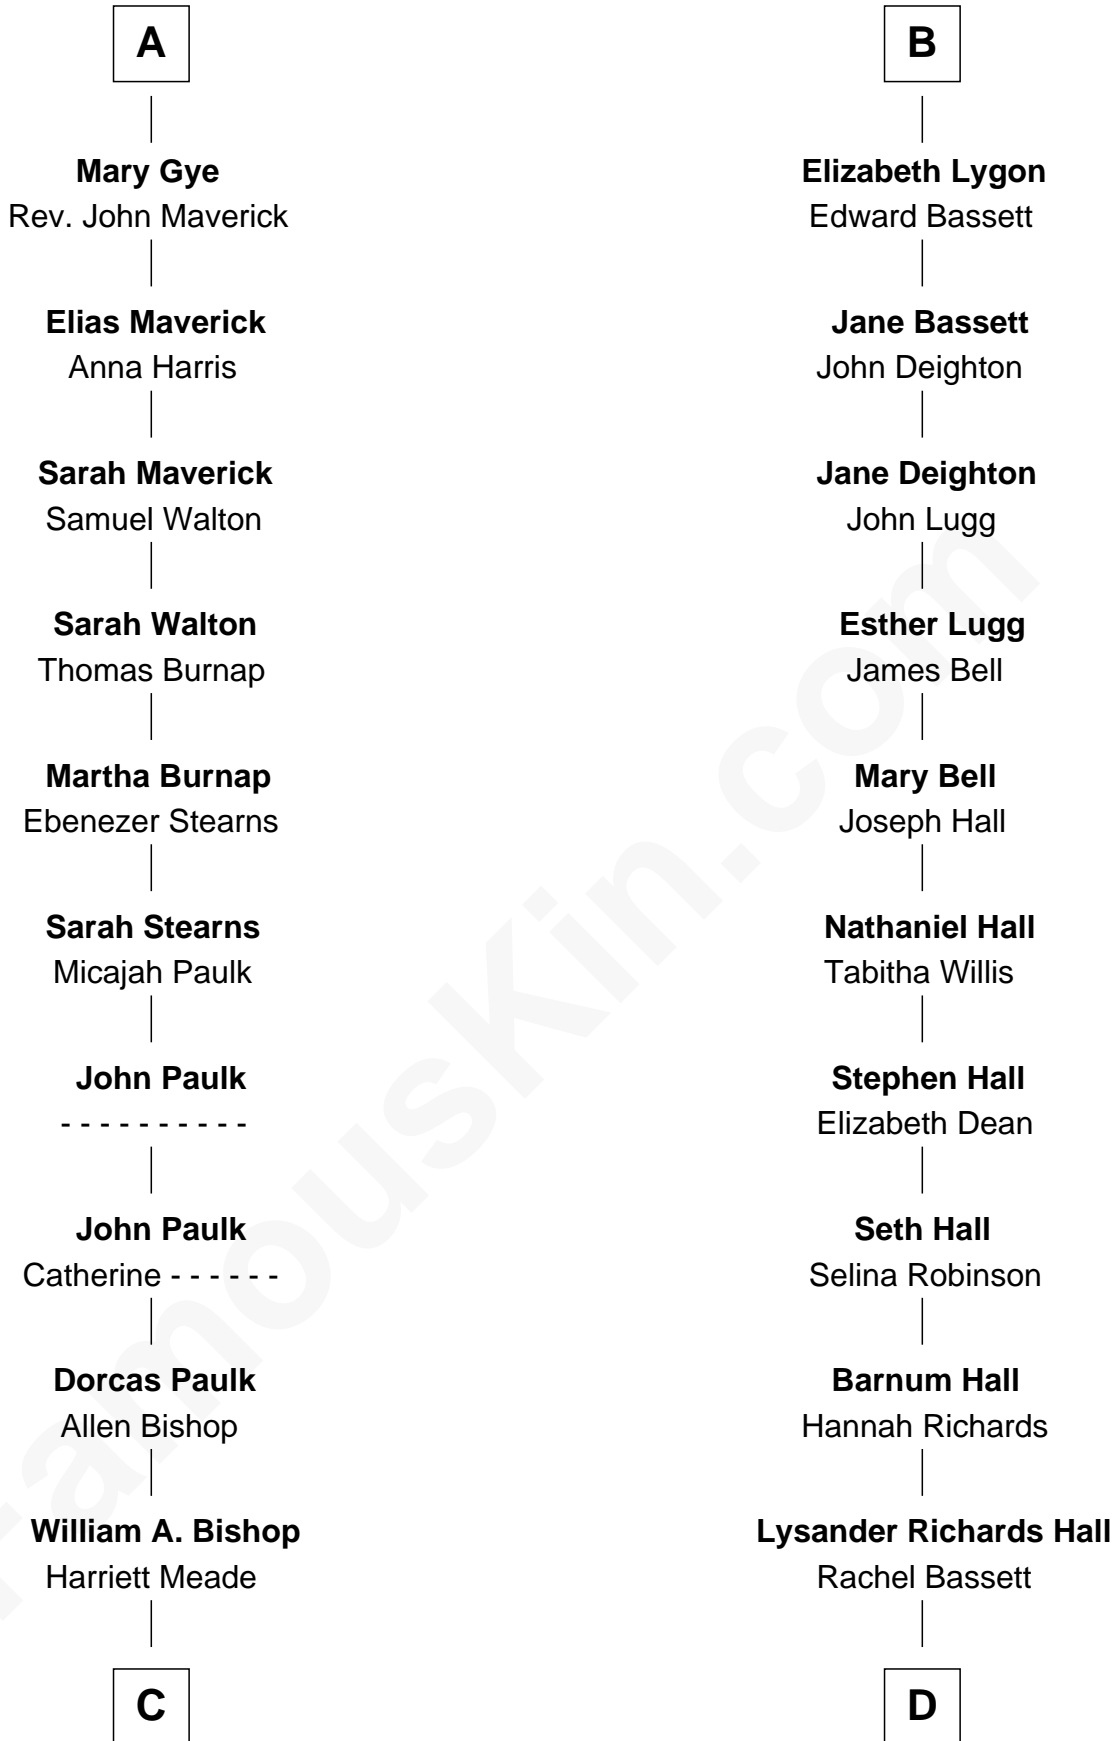 A
Mary Gye
Rev. John Maverick
Elias Maverick
Anna Harris
Sarah Maverick
Samuel Walton
Sarah Walton
Thomas Burnap
Martha Burnap
Ebenezer Stearns
Sarah Stearns
Micajah Paulk
John Paulk
- - - - - - - - - -
John Paulk
Catherine - - - - - -
Dorcas Paulk
Allen Bishop
William A. Bishop
Harriett Meade
C
B
Elizabeth Lygon
Edward Bassett
Jane Bassett
John Deighton
Jane Deighton
John Lugg
Esther Lugg
James Bell
Mary Bell
Joseph Hall
Nathaniel Hall
Tabitha Willis
Stephen Hall
Elizabeth Dean
Seth Hall
Selina Robinson
Barnum Hall
Hannah Richards
Lysander Richards Hall
Rachel Bassett
D
FamousKin.com